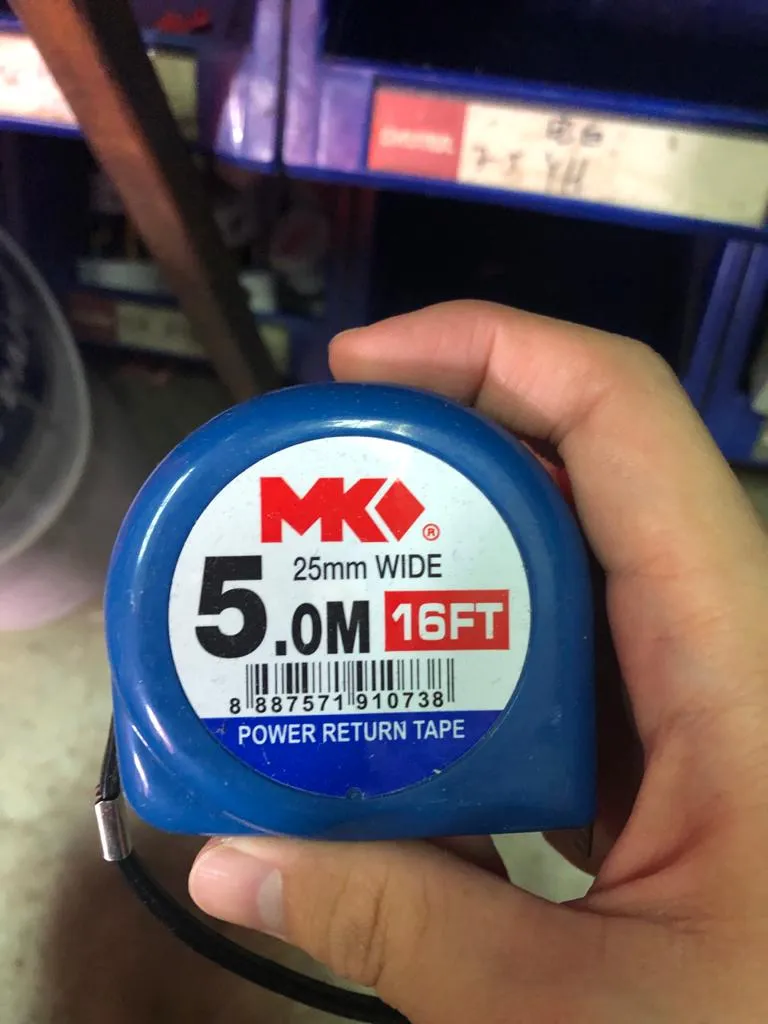 MK ®
25mm WIDE
5.0M 16FT
8 887571 910738
POWER RETURN TAPE